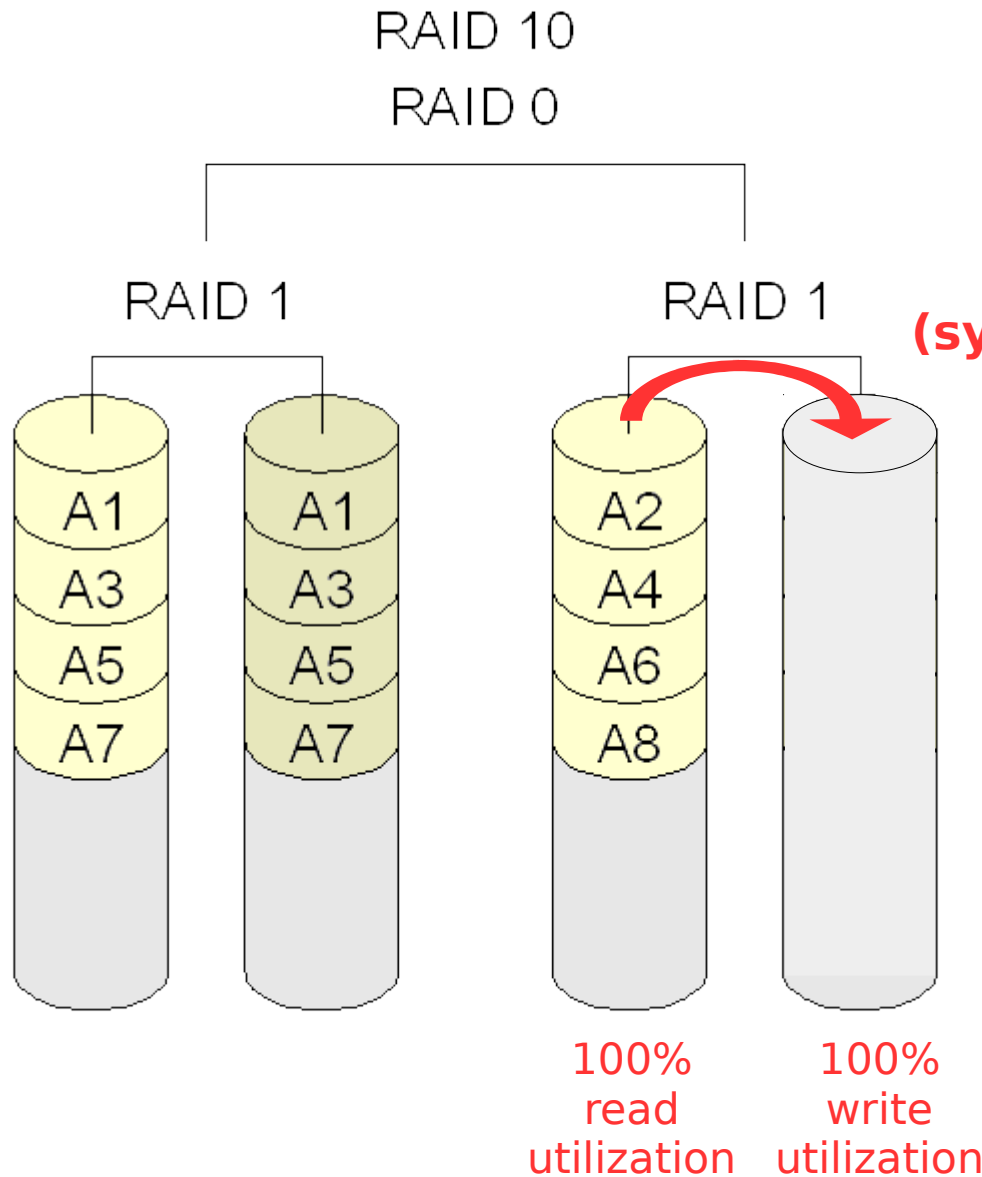 RAID 10
RAID 0
RAID 1 RAID 1
(sy
A1 A1 A2
A3 A3 A4
A5 A5 A6
A7 A7 A8
100% 100%
read write
utilization utilization